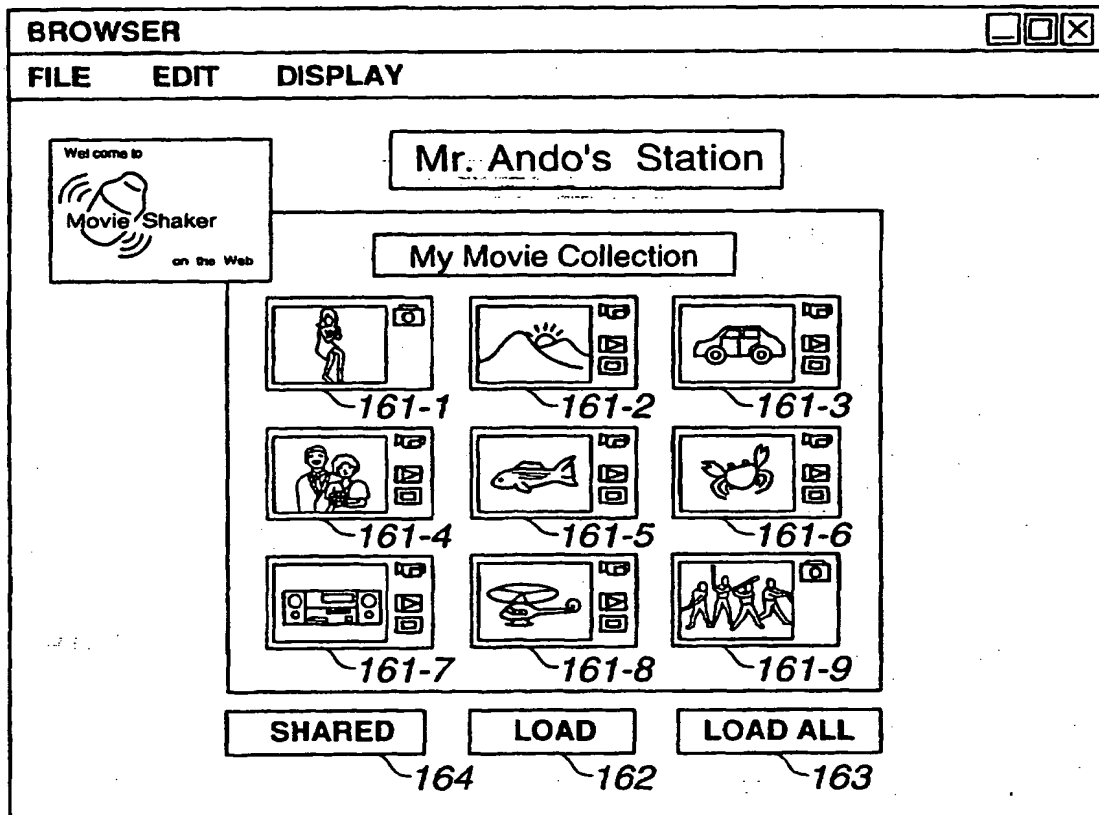 BROWSER
FILE EDIT DISPLAY
Welcome to
Movie Shaker
on the Web
Mr. Ando's Station
My Movie Collection
161-1 161-2 161-3
161-4 161-5 161-6
161-7 161-8 161-9
SHARED LOAD LOAD ALL
164 162 163